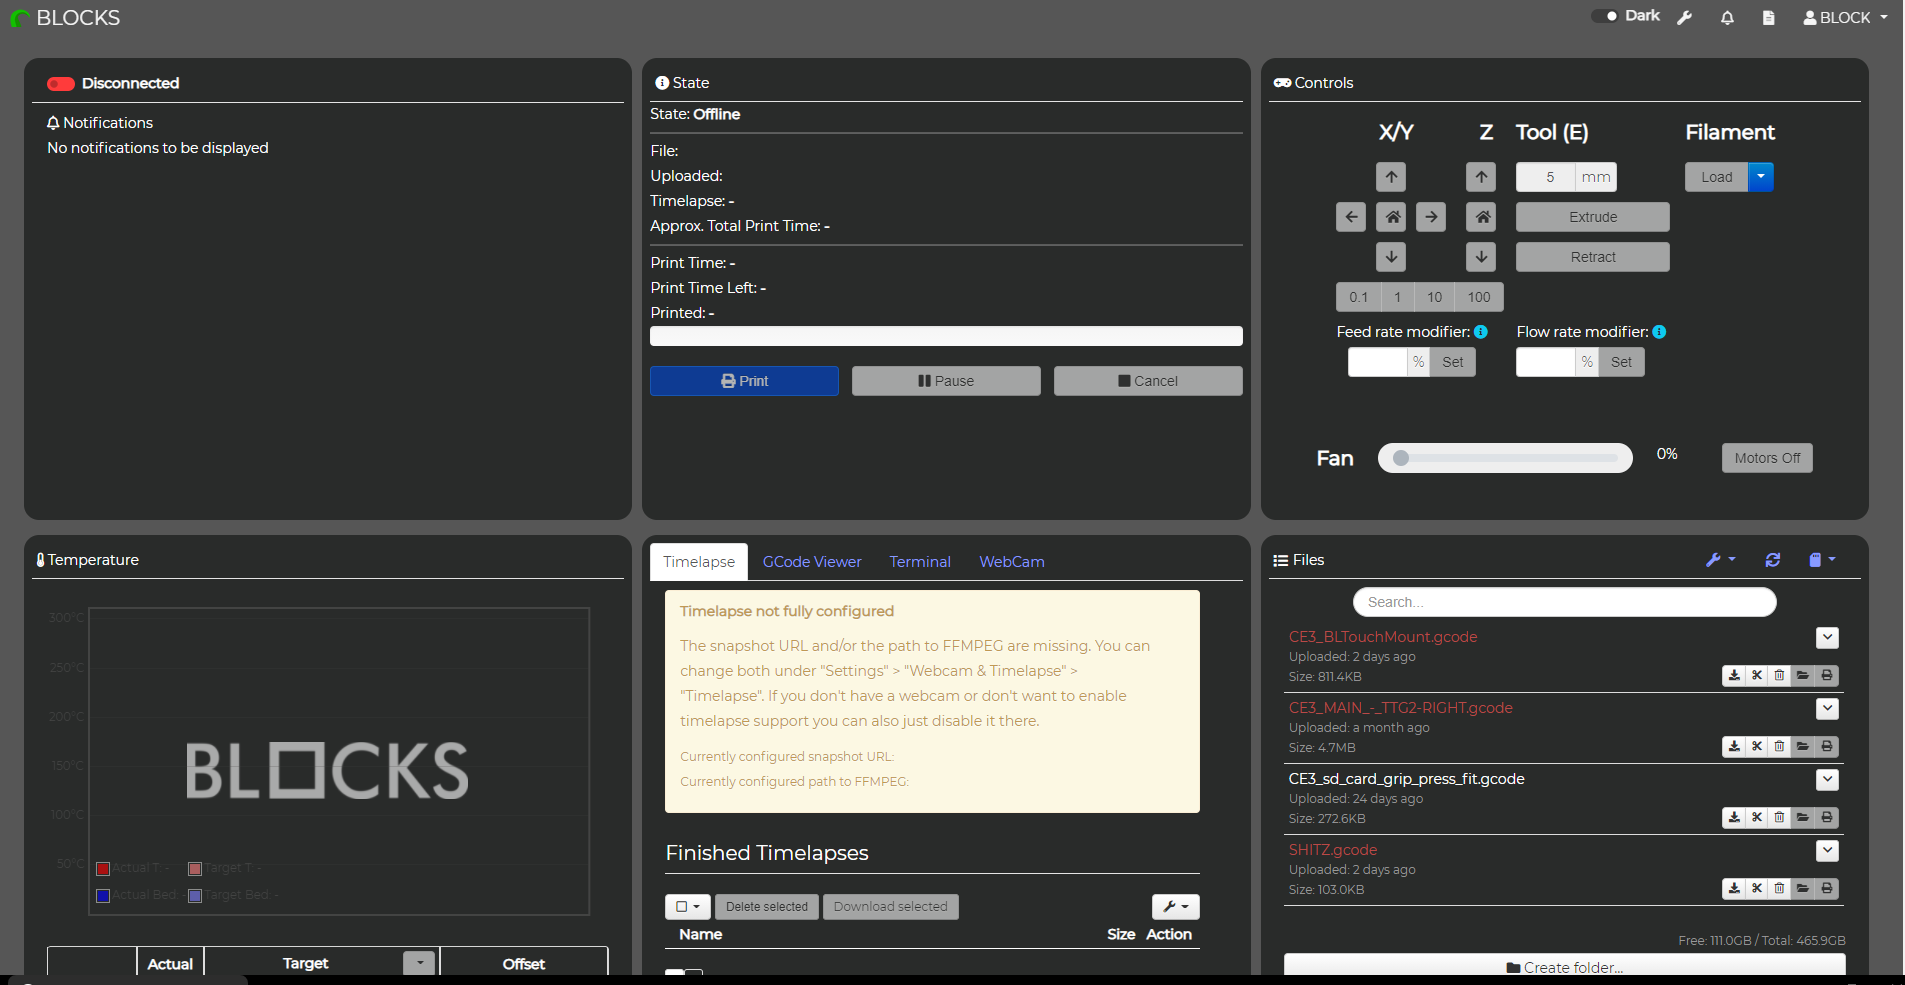 BLOCKS
Dark
BLOCK
Disconnected
Notifications
No notifications to be displayed
State
State: Offline
File:
Uploaded:
Timelapse: -
Approx. Total Print Time: -
Print Time: -
Print Time Left: -
Printed: -
Print
Pause
Cancel
Controls
X/Y
Z
Tool (E)
Filament
5 mm
Load
Extrude
Retract
0.1 1 10 100
Feed rate modifier:
Flow rate modifier:
% Set
% Set
Fan
0%
Motors Off
Temperature
300°C
250°C
200°C
150°C
100°C
50°C
BLOCKS
Actual T: -
Target T: -
Actual Bed: -
Target Bed: -
Actual
Target
Offset
Timelapse
GCode Viewer
Terminal
WebCam
Timelapse not fully configured
The snapshot URL and/or the path to FFMPEG are missing. You can
change both under "Settings" > "Webcam & Timelapse" >
"Timelapse". If you don't have a webcam or don't want to enable
timelapse support you can also just disable it there.
Currently configured snapshot URL:
Currently configured path to FFMPEG:
Finished Timelapses
Delete selected
Download selected
Name
Size
Action
Files
Search...
CE3_BLTouchMount.gcode
Uploaded: 2 days ago
Size: 811.4KB
CE3_MAIN_-_TTG2-RIGHT.gcode
Uploaded: a month ago
Size: 4.7MB
CE3_sd_card_grip_press_fit.gcode
Uploaded: 24 days ago
Size: 272.6KB
SHITZ.gcode
Uploaded: 2 days ago
Size: 103.0KB
Free: 111.0GB / Total: 465.9GB
Create folder...